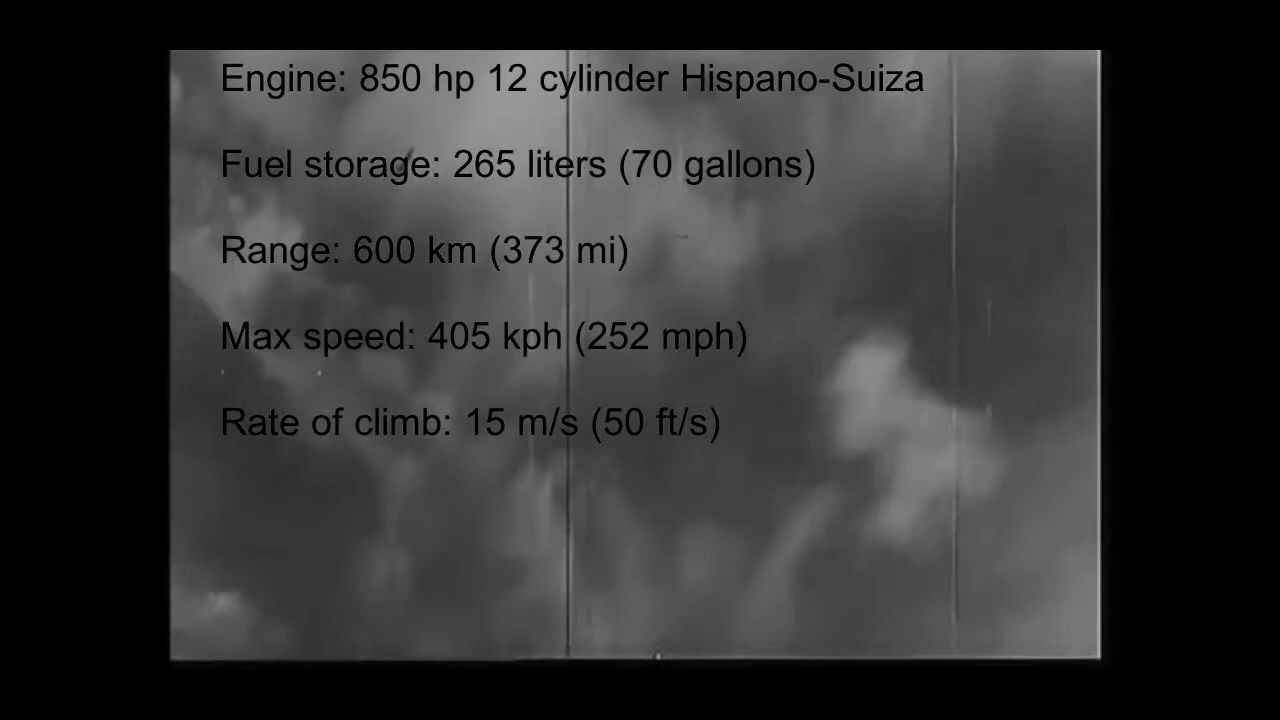 Engine: 850 hp 12 cylinder Hispano-Suiza
Fuel storage: 265 liters (70 gallons)
Range: 600 km (373 mi)
Max speed: 405 kph (252 mph)
Rate of climb: 15 m/s (50 ft/s)